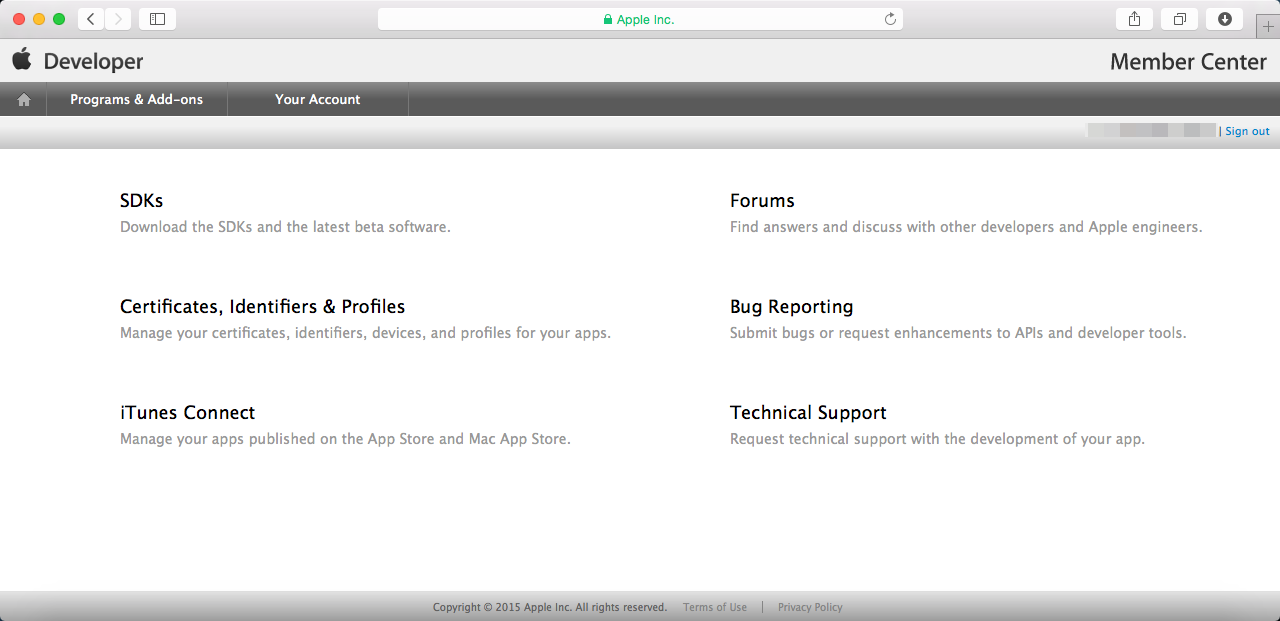 Apple Inc.
Developer
Member Center
Programs & Add-ons
Your Account
| Sign out
SDKs
Download the SDKs and the latest beta software.
Forums
Find answers and discuss with other developers and Apple engineers.
Certificates, Identifiers & Profiles
Manage your certificates, identifiers, devices, and profiles for your apps.
Bug Reporting
Submit bugs or request enhancements to APIs and developer tools.
iTunes Connect
Manage your apps published on the App Store and Mac App Store.
Technical Support
Request technical support with the development of your app.
Copyright © 2015 Apple Inc. All rights reserved. Terms of Use | Privacy Policy